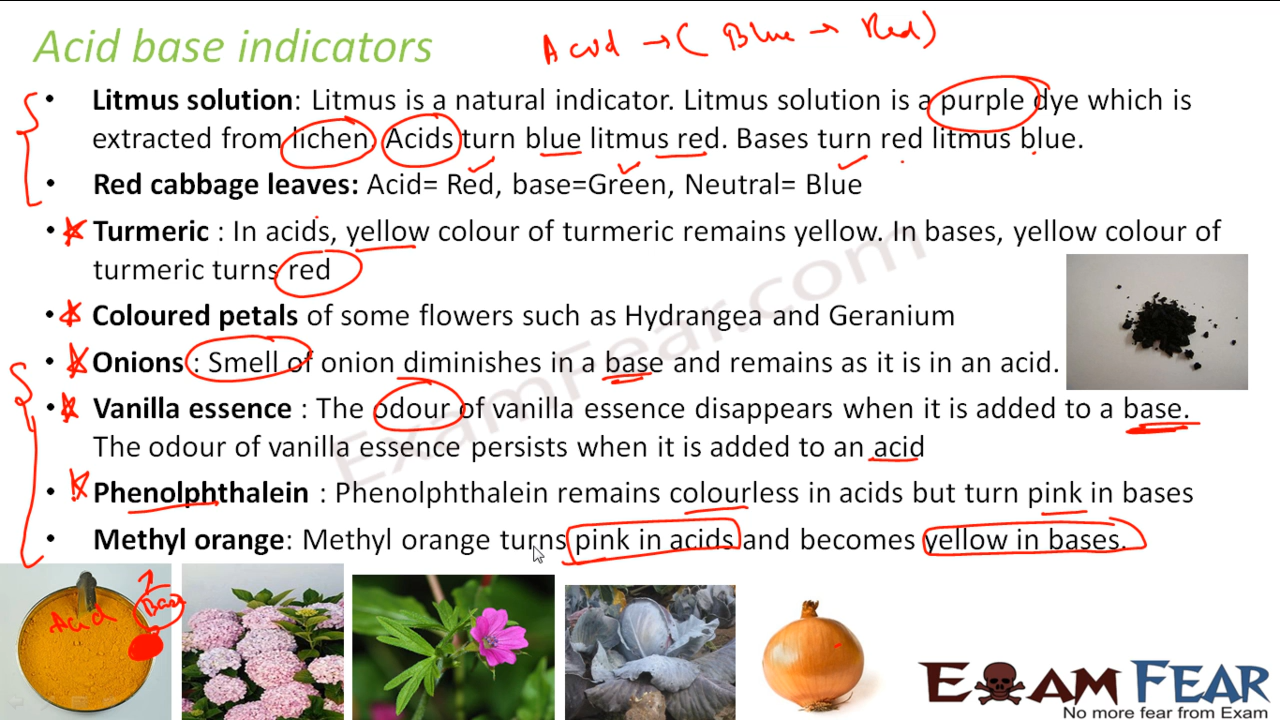 Acid base indicators
Acid → ( Blue → Red)
• Litmus solution: Litmus is a natural indicator. Litmus solution is a purple dye which is
extracted from lichen. Acids turn blue litmus red. Bases turn red litmus blue.
• Red cabbage leaves: Acid= Red, base=Green, Neutral= Blue
• Turmeric : In acids, yellow colour of turmeric remains yellow. In bases, yellow colour of
turmeric turns red
• Coloured petals of some flowers such as Hydrangea and Geranium
• Onions : Smell of onion diminishes in a base and remains as it is in an acid.
• Vanilla essence : The odour of vanilla essence disappears when it is added to a base.
The odour of vanilla essence persists when it is added to an acid
• Phenolphthalein : Phenolphthalein remains colourless in acids but turn pink in bases
• Methyl orange: Methyl orange turns pink in acids and becomes yellow in bases.
ExamFear.com
Acid
Base
EXAM FEAR
No more fear from Exam